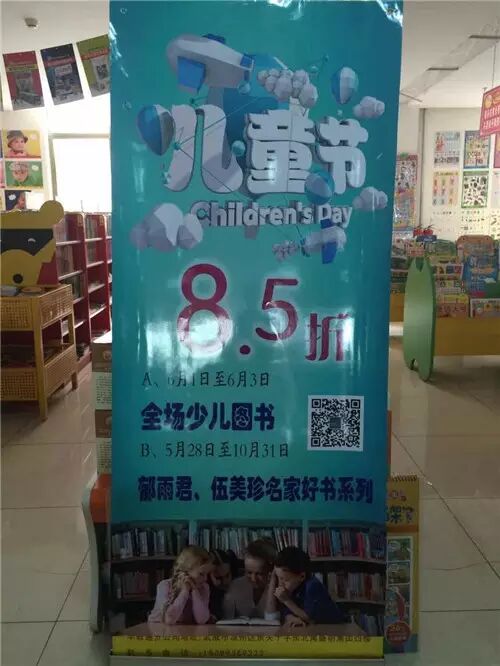 儿童节
Children's Day
8.5折
A、6月1日至6月3日
全场少儿图书
B、5月28日至10月31日
郁雨君、伍美珍名家好书系列